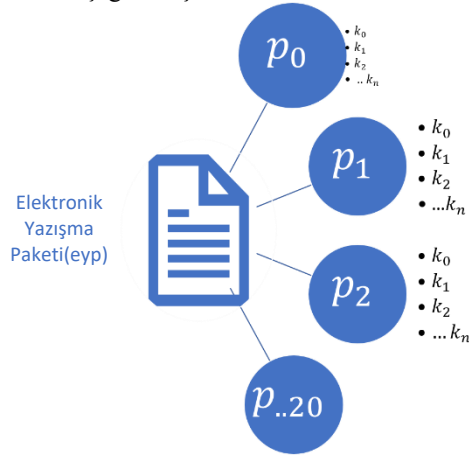 p₀
• k₀
• k₁
• k₂
• .. kₙ
p₁
• k₀
• k₁
• k₂
• ...kₙ
Elektronik
Yazışma
Paketi(eyp)
p₂
• k₀
• k₁
• k₂
• ... kₙ
p..20